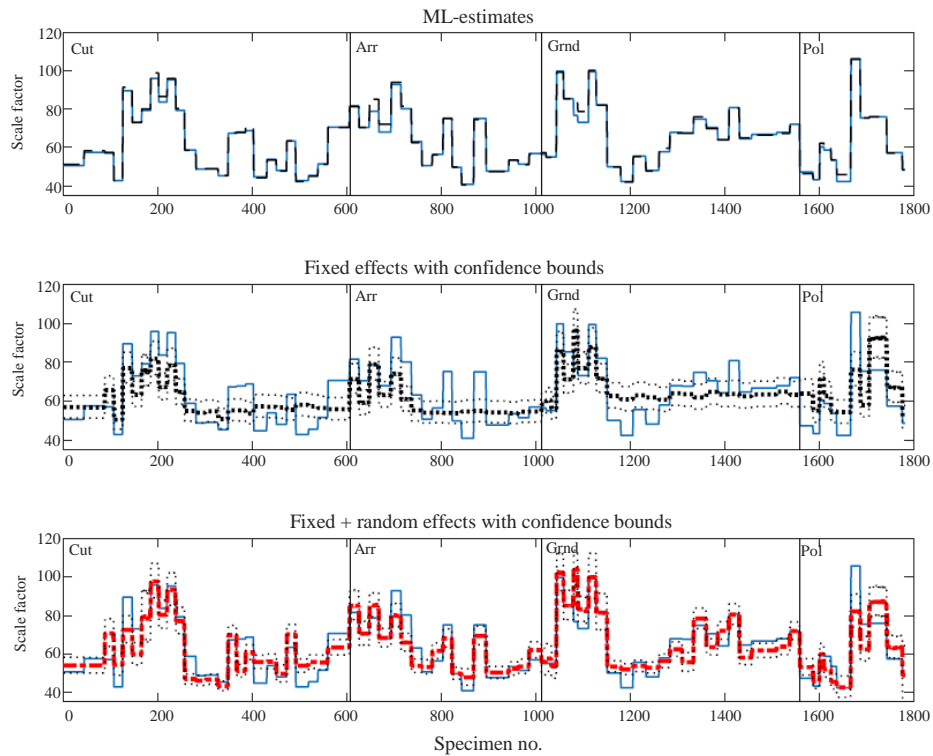 ML-estimates
120
100
80
60
40
Scale factor
Cut
Arr
Grnd
Pol
0 200 400 600 800 1000 1200 1400 1600 1800
Fixed effects with confidence bounds
120
100
80
60
40
Scale factor
Cut
Arr
Grnd
Pol
0 200 400 600 800 1000 1200 1400 1600 1800
Fixed + random effects with confidence bounds
120
100
80
60
40
Scale factor
Cut
Arr
Grnd
Pol
0 200 400 600 800 1000 1200 1400 1600 1800
Specimen no.